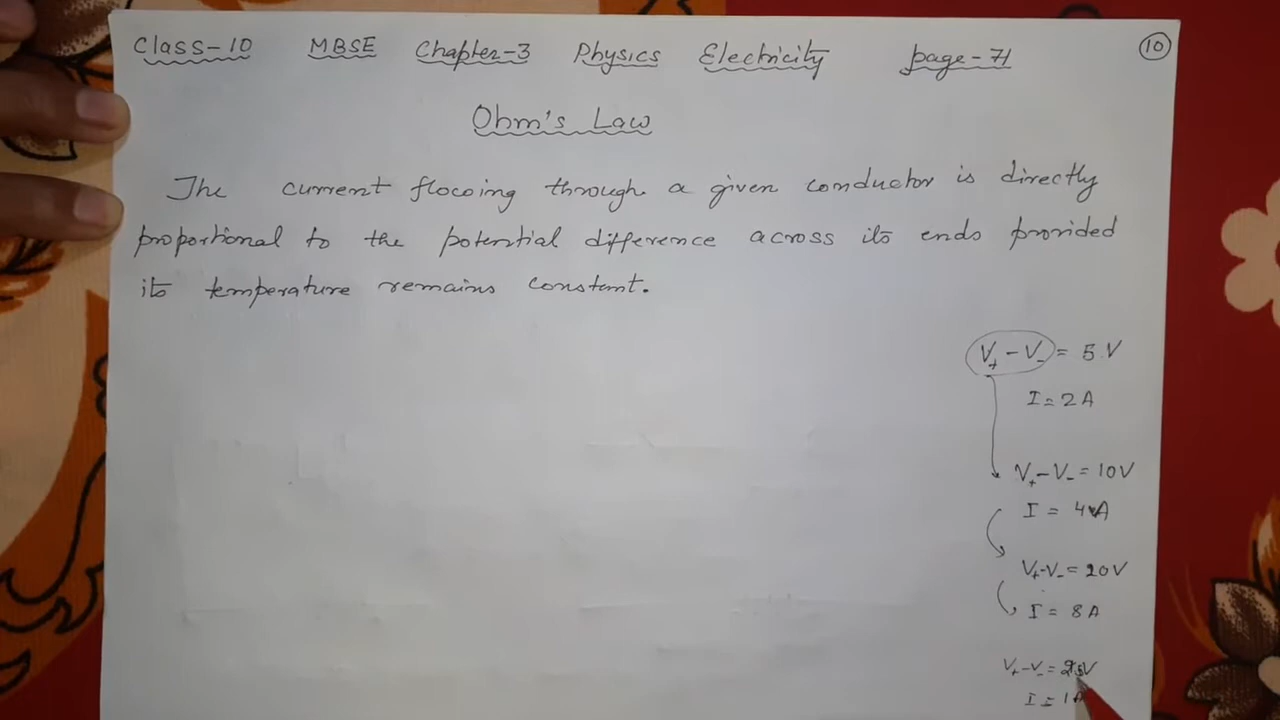 Class-10 MBSE Chapter-3 Physics Electricity page-71 10
Ohm's Law
The current flowing through a given conductor is directly
proportional to the potential difference across its ends provided
its temperature remains constant.
V₊-V₋ = 5 V
I = 2 A
V₊-V₋ = 10V
I = 4 A
V₊-V₋ = 20V
I = 8 A
V₊-V₋ =
I = 1A